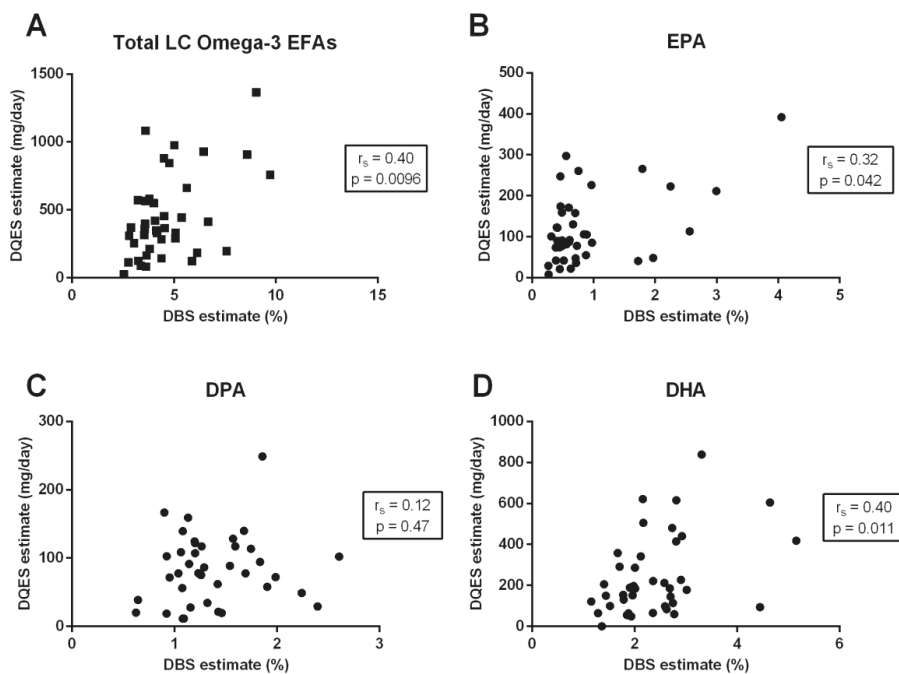 A
Total LC Omega-3 EFAs
DQES estimate (mg/day)
1500
1000
500
0
0 5 10 15
DBS estimate (%)
rs = 0.40
p = 0.0096
B
EPA
DQES estimate (mg/day)
500
400
300
200
100
0
0 1 2 3 4 5
DBS estimate (%)
rs = 0.32
p = 0.042
C
DPA
DQES estimate (mg/day)
300
200
100
0
0 1 2 3
DBS estimate (%)
rs = 0.12
p = 0.47
D
DHA
DQES estimate (mg/day)
1000
800
600
400
200
0
0 2 4 6
DBS estimate (%)
rs = 0.40
p = 0.011